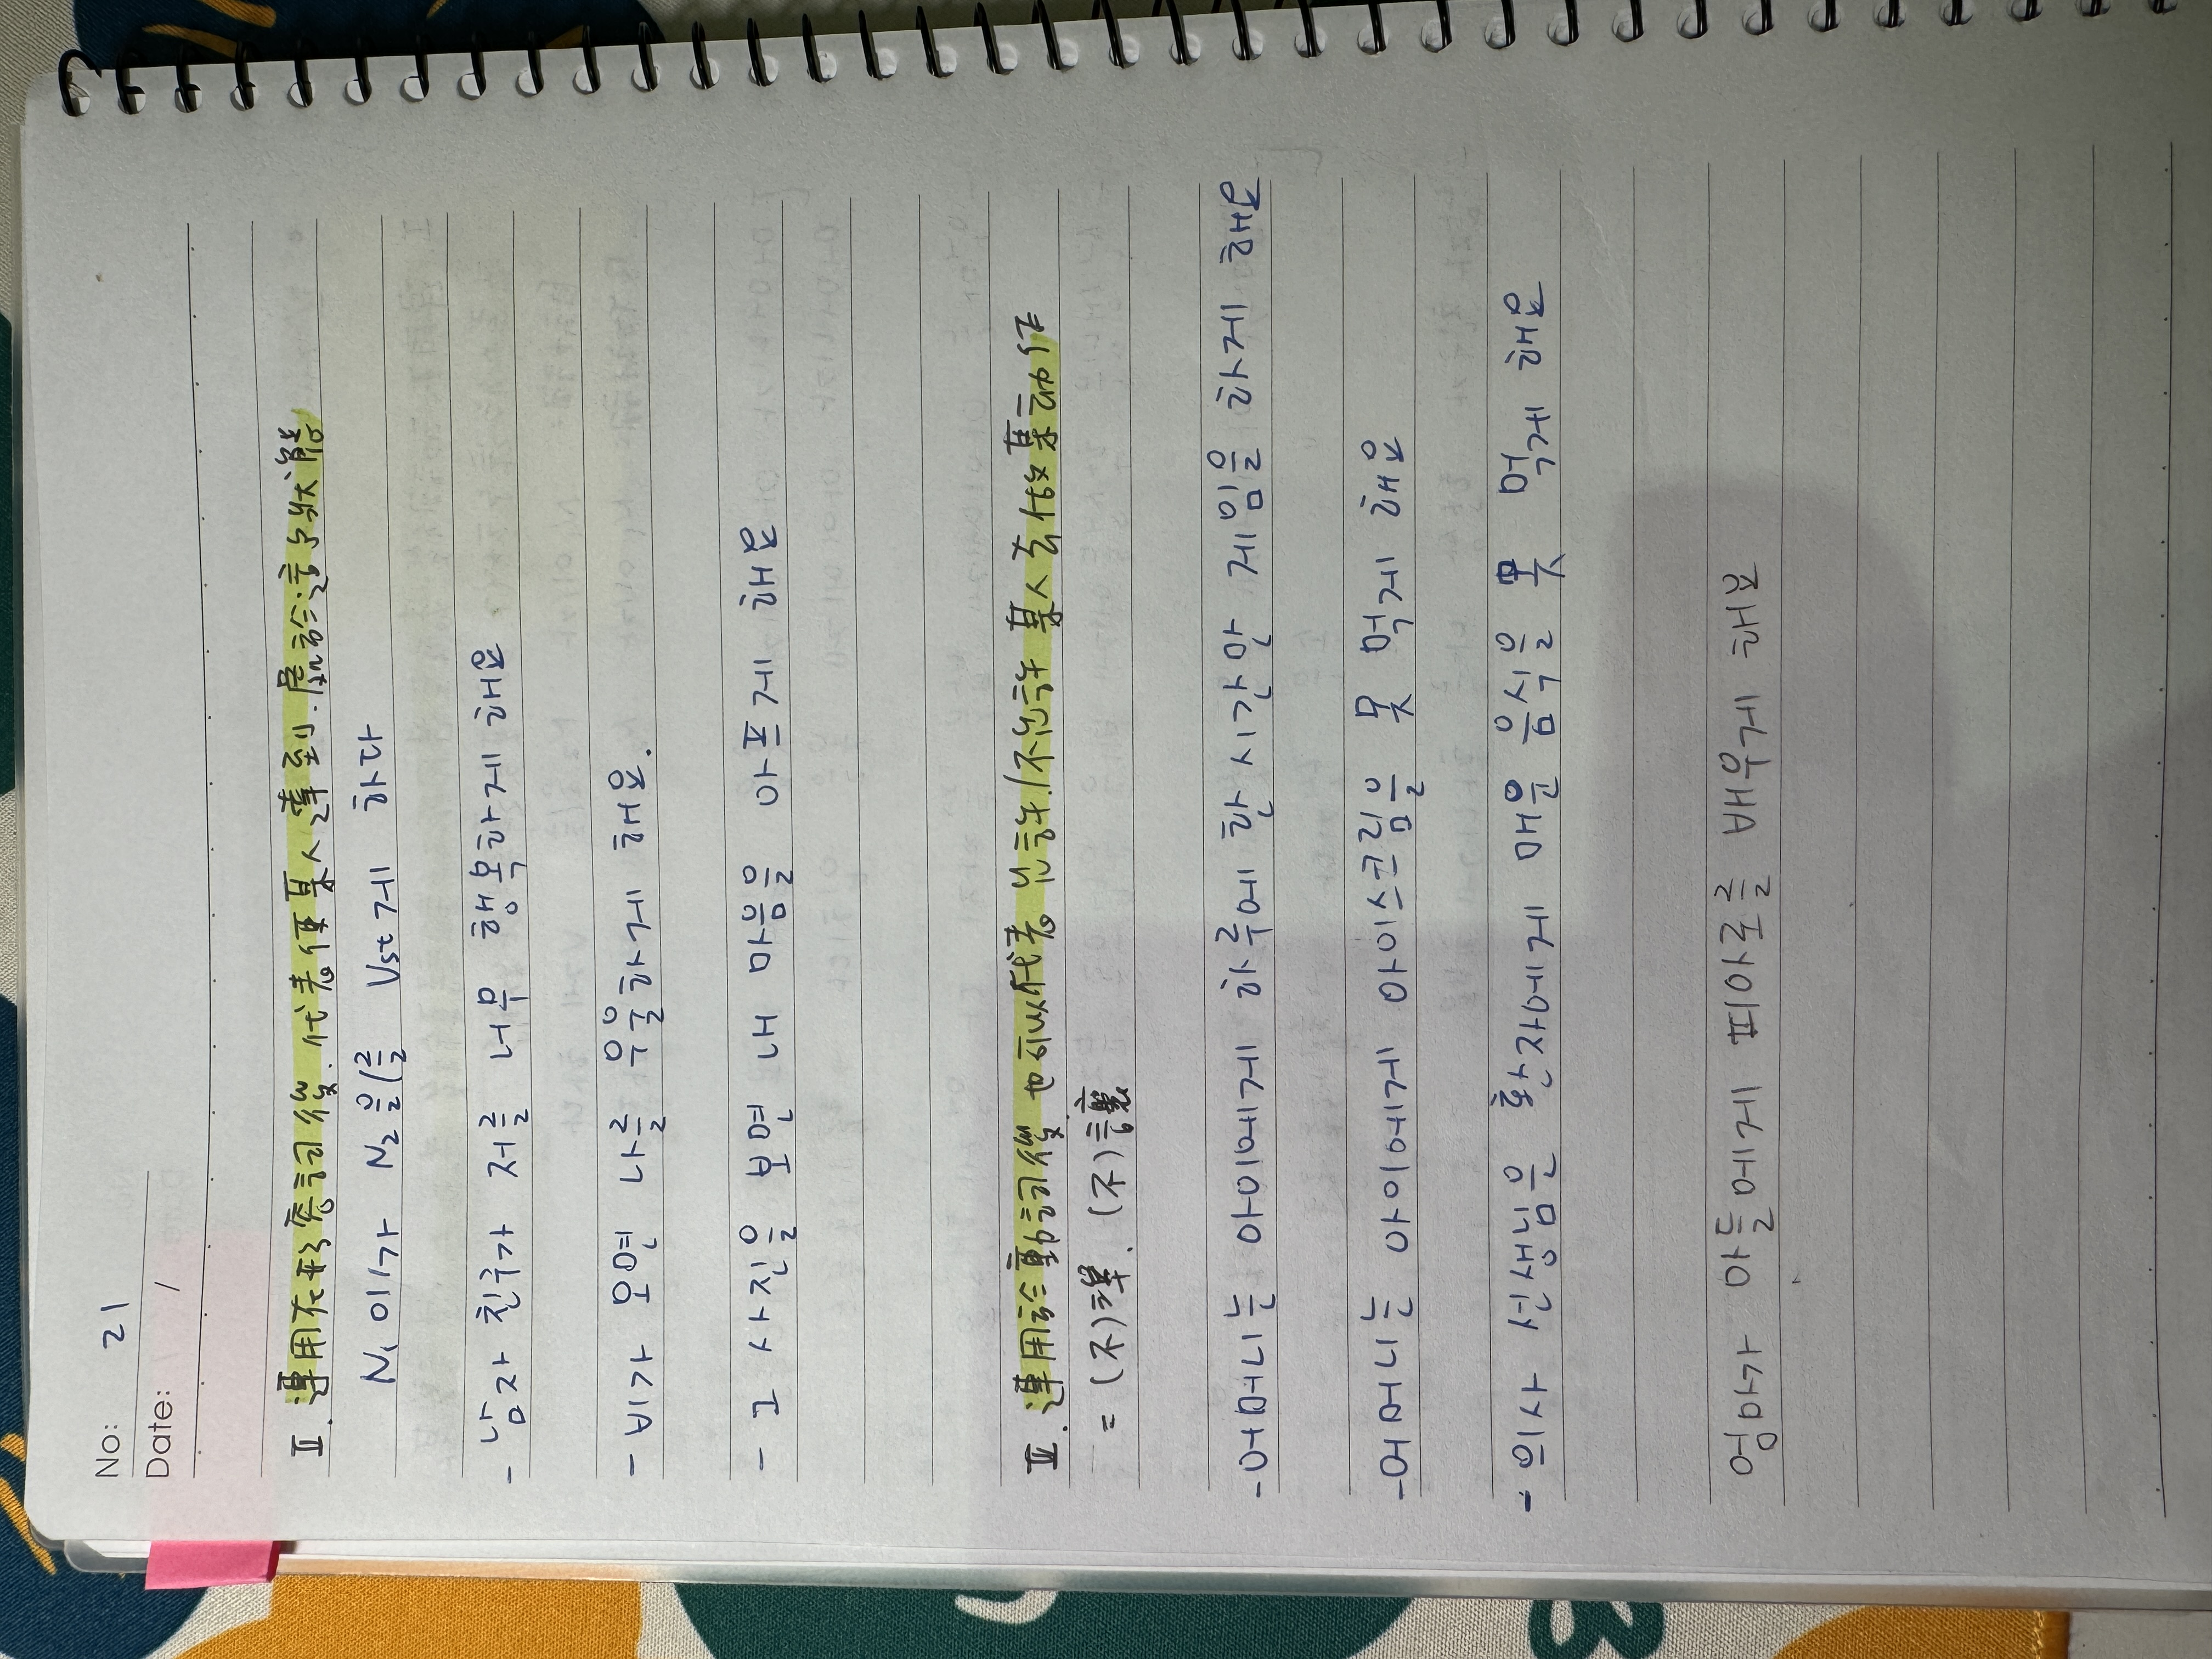 No: 21
Date: /
II. 運用在形容詞後. 代表使某人達到.處於這ㄅ狀態
N₁ 이/가 N₂ 을/를 Vst게 하다
- 남자 친구가 저를 너무 행복하게 해요
- 비가 오면 나를 우울하게 해요.
- 그 사진을 보면 내 마음을 아프게 해요
III. 運用於動詞後 也可以代表 允許/不允許 某人去做某動作
= (不)準. (不)讓
- 어머니는 아이에게 하루에 한 시간만 게임을 하게 해요
- 어머니는 아이에게 아이스크림을 못 먹게 해요
- 의사 선생님은 환자에게 매운 음식을 못 먹게 해요
엄마가 아들에게 피아로를 배우게 해요